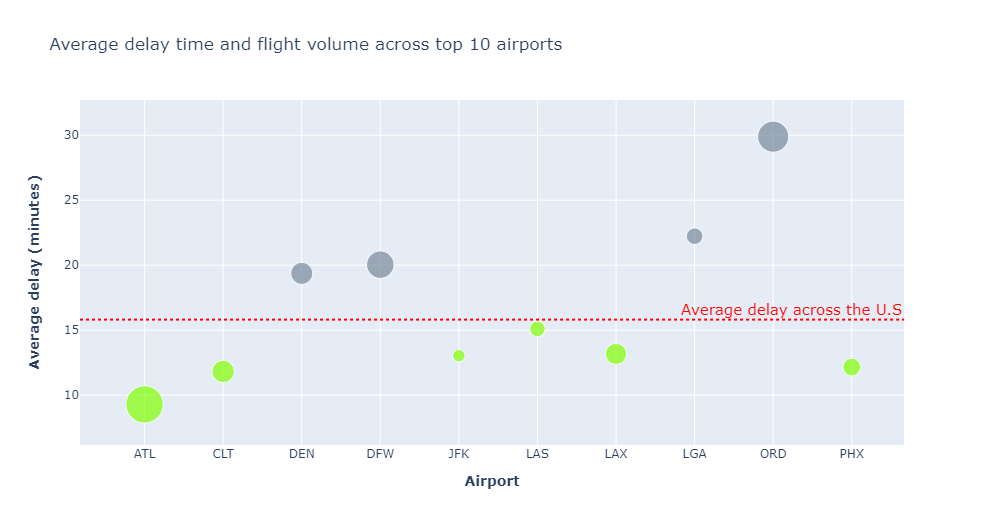 Average delay time and flight volume across top 10 airports
30
25
20
15
10
Average delay (minutes)
Average delay across the U.S
ATL CLT DEN DFW JFK LAS LAX LGA ORD PHX
Airport